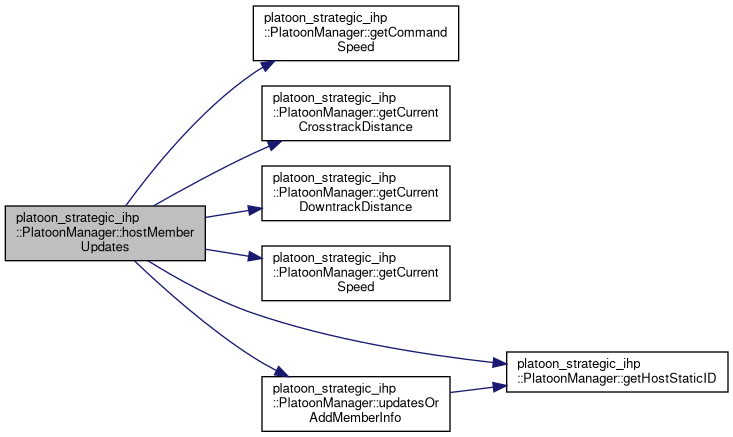 platoon_strategic_ihp
::PlatoonManager::getCommand
Speed
platoon_strategic_ihp
::PlatoonManager::getCurrent
CrosstrackDistance
platoon_strategic_ihp
::PlatoonManager::getCurrent
DowntrackDistance
platoon_strategic_ihp
::PlatoonManager::hostMember
Updates
platoon_strategic_ihp
::PlatoonManager::getCurrent
Speed
platoon_strategic_ihp
::PlatoonManager::getHostStaticID
platoon_strategic_ihp
::PlatoonManager::updatesOr
AddMemberInfo